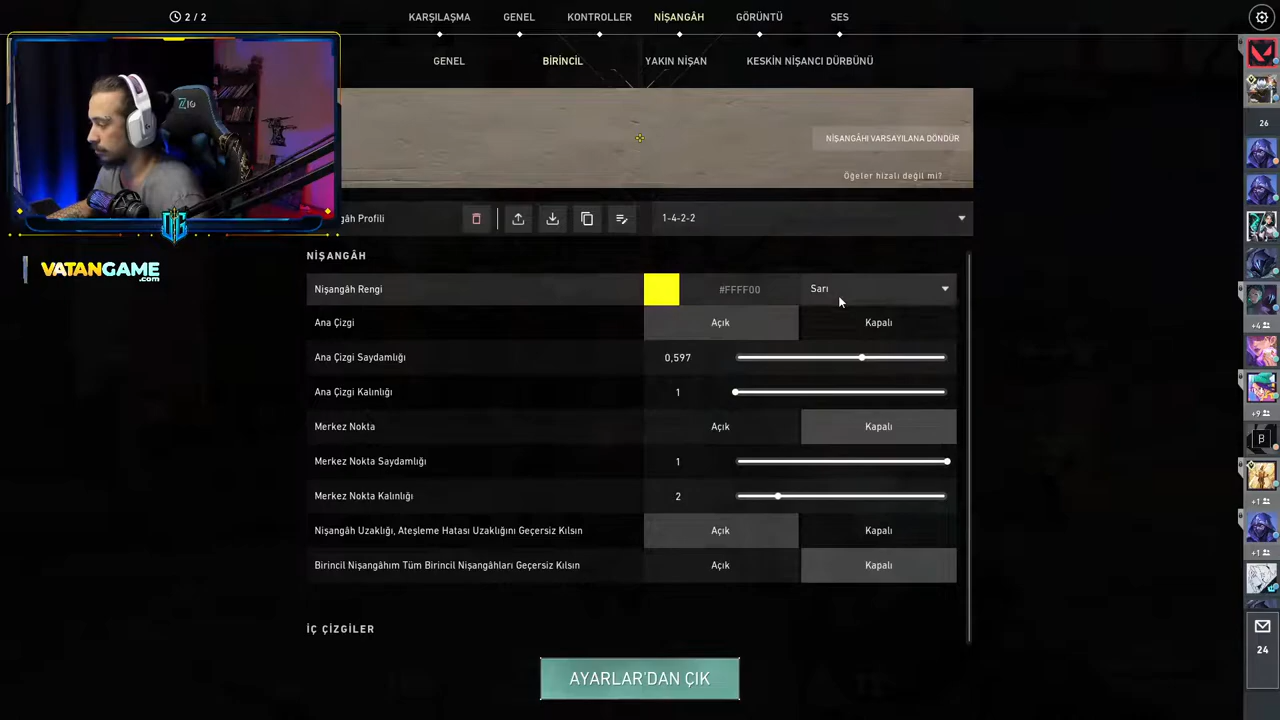 2 / 2
KARŞILAŞMA
GENEL
KONTROLLER
NİŞANGÂH
GÖRÜNTÜ
SES
GENEL
BİRİNCİL
YAKIN NİŞAN
KESKİN NİŞANCI DÜRBÜNÜ
NİŞANGÂHI VARSAYILANA DÖNDÜR
Öğeler hizalı değil mi?
VATANGAME
.com
âh Profili
1-4-2-2
NİŞANGÂH
Nişangâh Rengi
#FFFF00
Sarı
Ana Çizgi
Açık
Kapalı
Ana Çizgi Saydamlığı
0,597
Ana Çizgi Kalınlığı
1
Merkez Nokta
Açık
Kapalı
Merkez Nokta Saydamlığı
1
Merkez Nokta Kalınlığı
2
Nişangâh Uzaklığı, Ateşleme Hatası Uzaklığını Geçersiz Kılsın
Açık
Kapalı
Birincil Nişangâhım Tüm Birincil Nişangâhları Geçersiz Kılsın
Açık
Kapalı
İÇ ÇİZGİLER
AYARLAR'DAN ÇIK
26
+4
+9
+1
+1
24